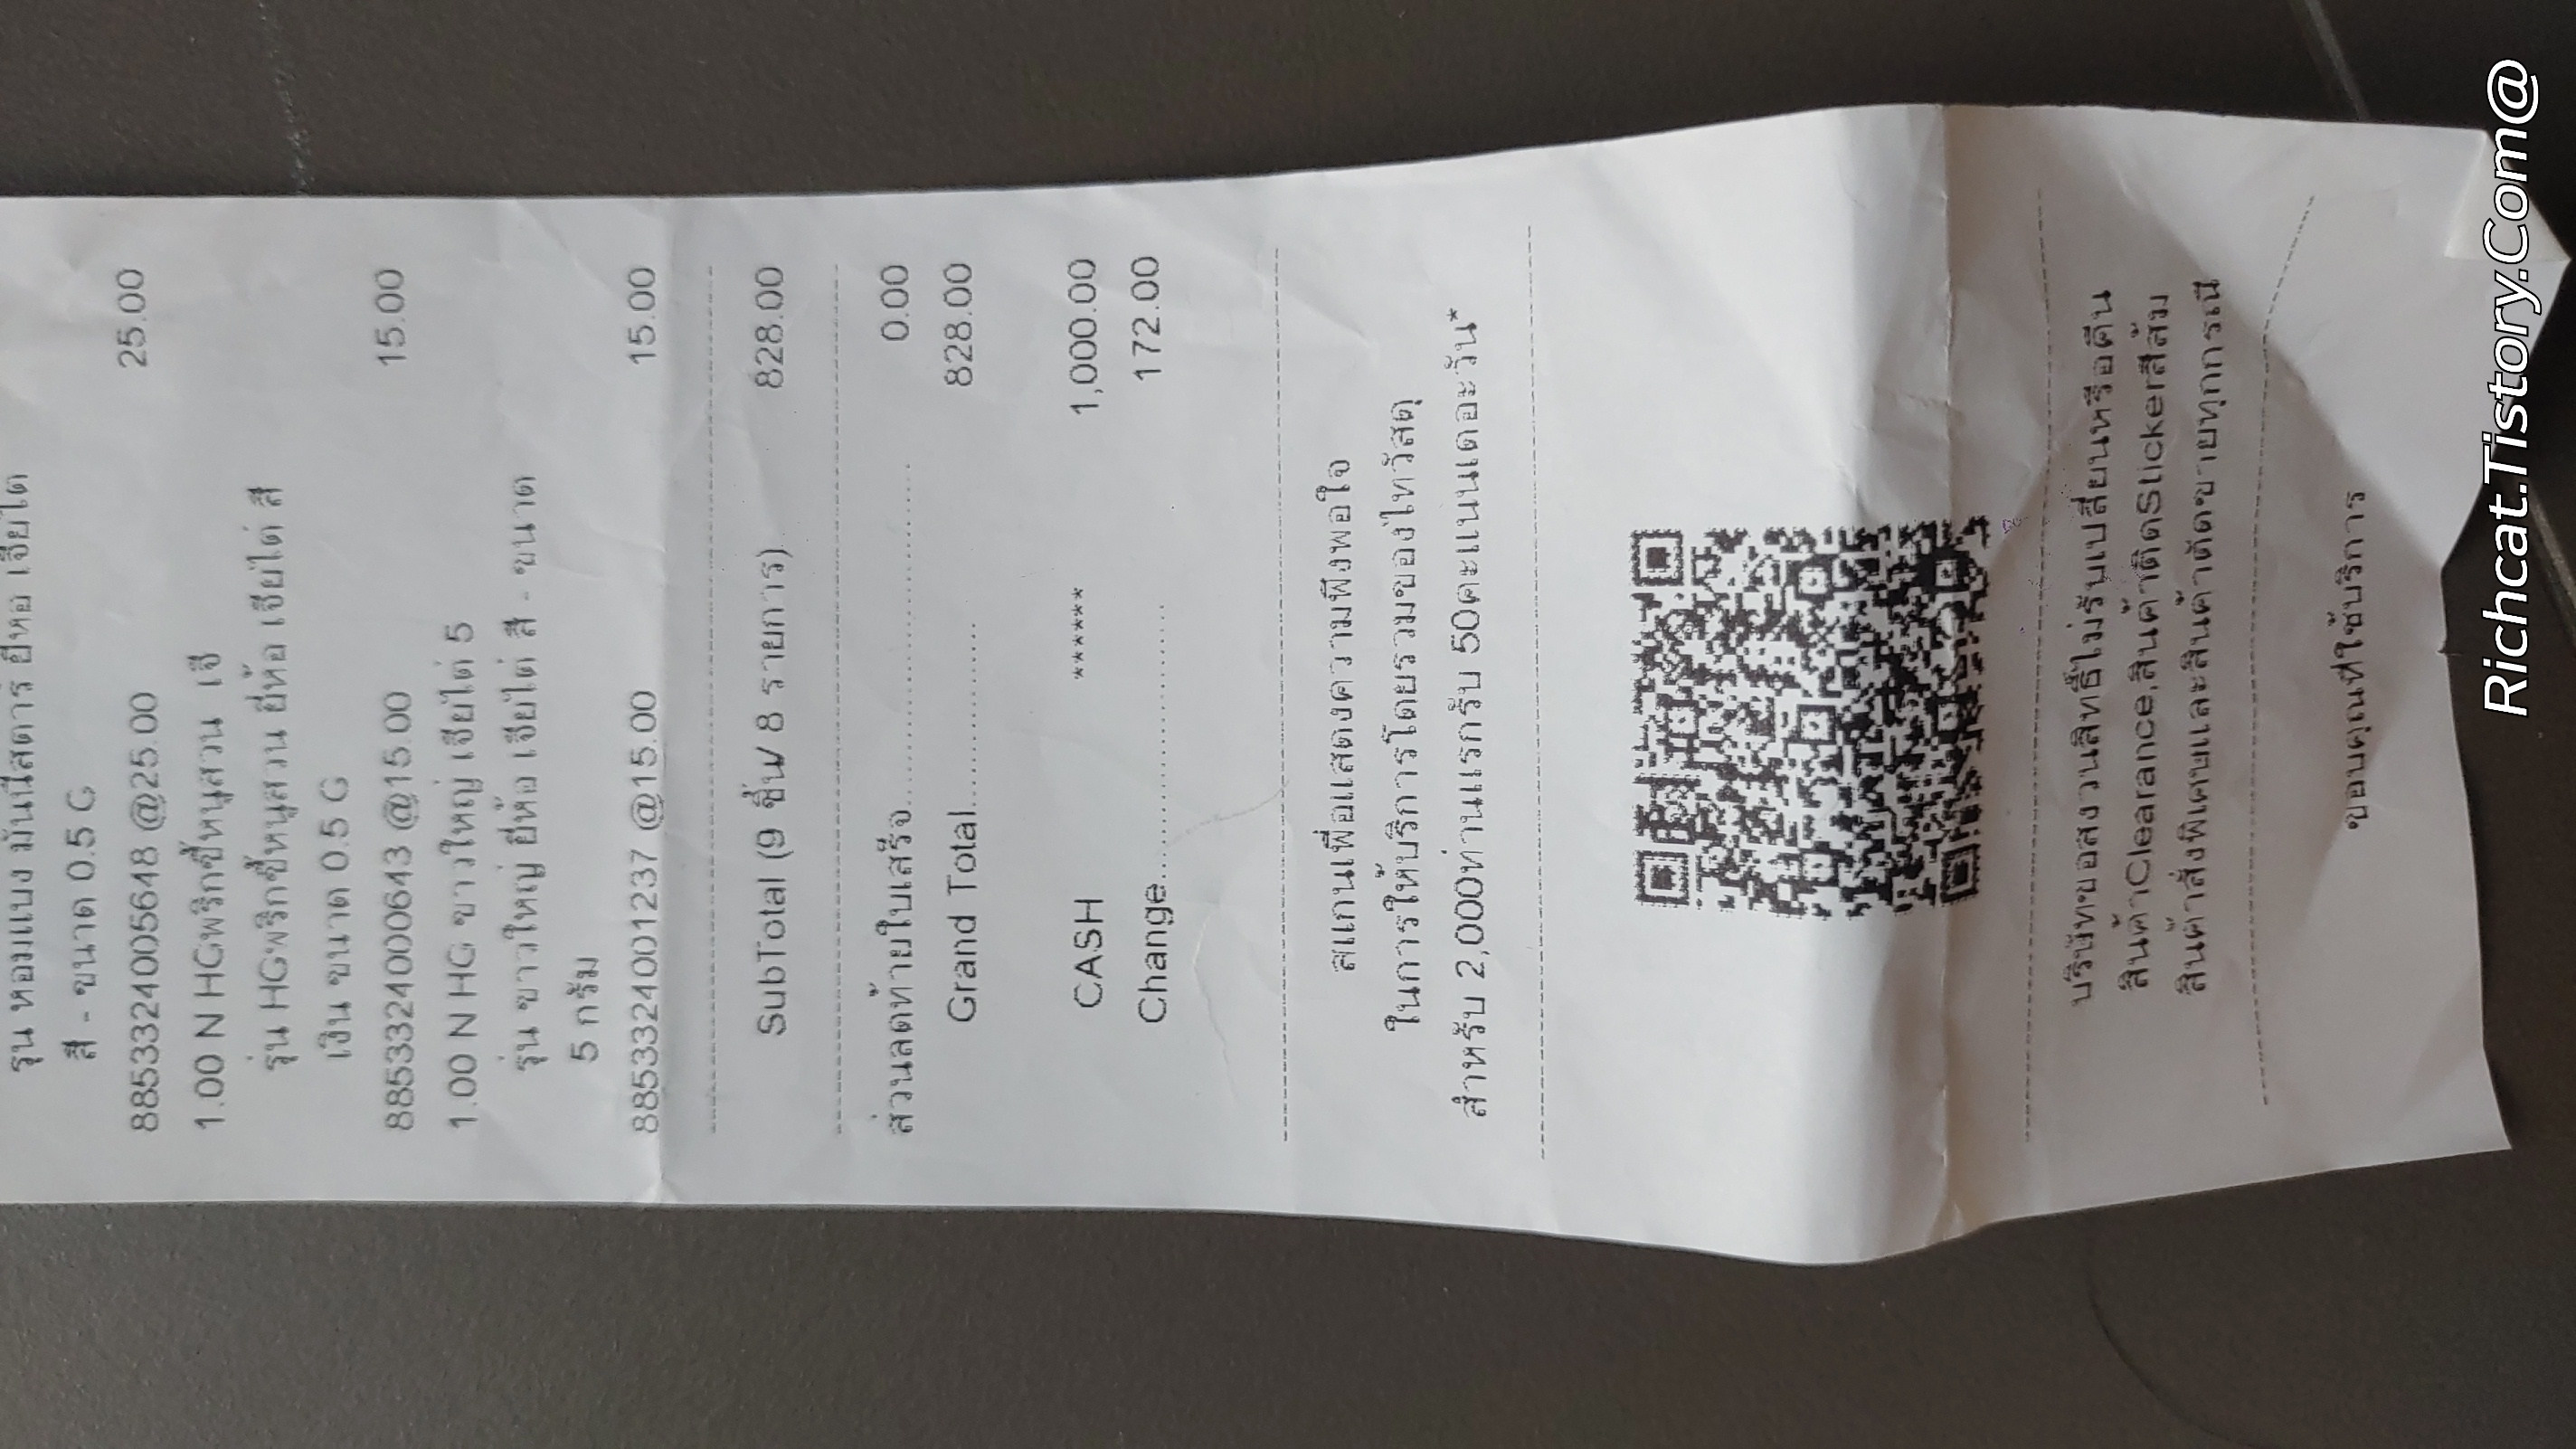 รุ่น หอมแบ่ง มันนี่สตาร์ ยี่ห้อ เจียไต๋
สี - ขนาด 0.5 G
8853324005648 @25.00 25.00
1.00 N HGพริกขี้หนูสวน เจี
รุ่น HGพริกขี้หนูสวน ยี่ห้อ เจียไต๋ สี
เงิน ขนาด 0.5 G
8853324000643 @15.00 15.00
1.00 N HG ขาวใหญ่ เจียไต๋ 5
รุ่น ขาวใหญ่ ยี่ห้อ เจียไต๋ สี - ขนาด
5 กรัม
8853324001237 @15.00 15.00
SubTotal (9 ชิ้น/ 8 รายการ) 828.00
ส่วนลดท้ายใบเสร็จ.............................. 0.00
Grand Total................ 828.00
CASH ****** 1,000.00
Change...................... 172.00
สแกนเพื่อแสดงความพึงพอใจ
ในการให้บริการโดยรวมของไทวัสดุ
สำหรับ 2,000ท่านแรกรับ 50คะแนนเดอะวัน*
บริษัทขอสงวนสิทธิ์ไม่รับเปลี่ยนหรือคืน
สินค้าClearance,สินค้าติดStickerสีส้ม
สินค้าสั่งพิเศษและสินค้าตัดขายทุกกรณี
ขอบคุณที่ใช้บริการ
Richcat.Tistory.Com@